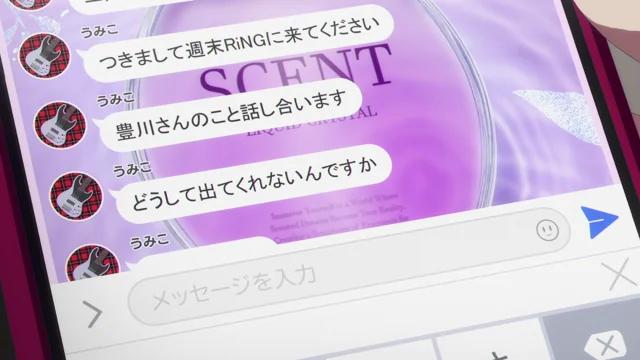 うみこ
つきまして週末RiNGに来てください
SCENT
うみこ
豊川さんのこと話し合います
LIQUID CRYSTAL
うみこ
どうして出てくれないんですか
うみこ
メッセージを入力